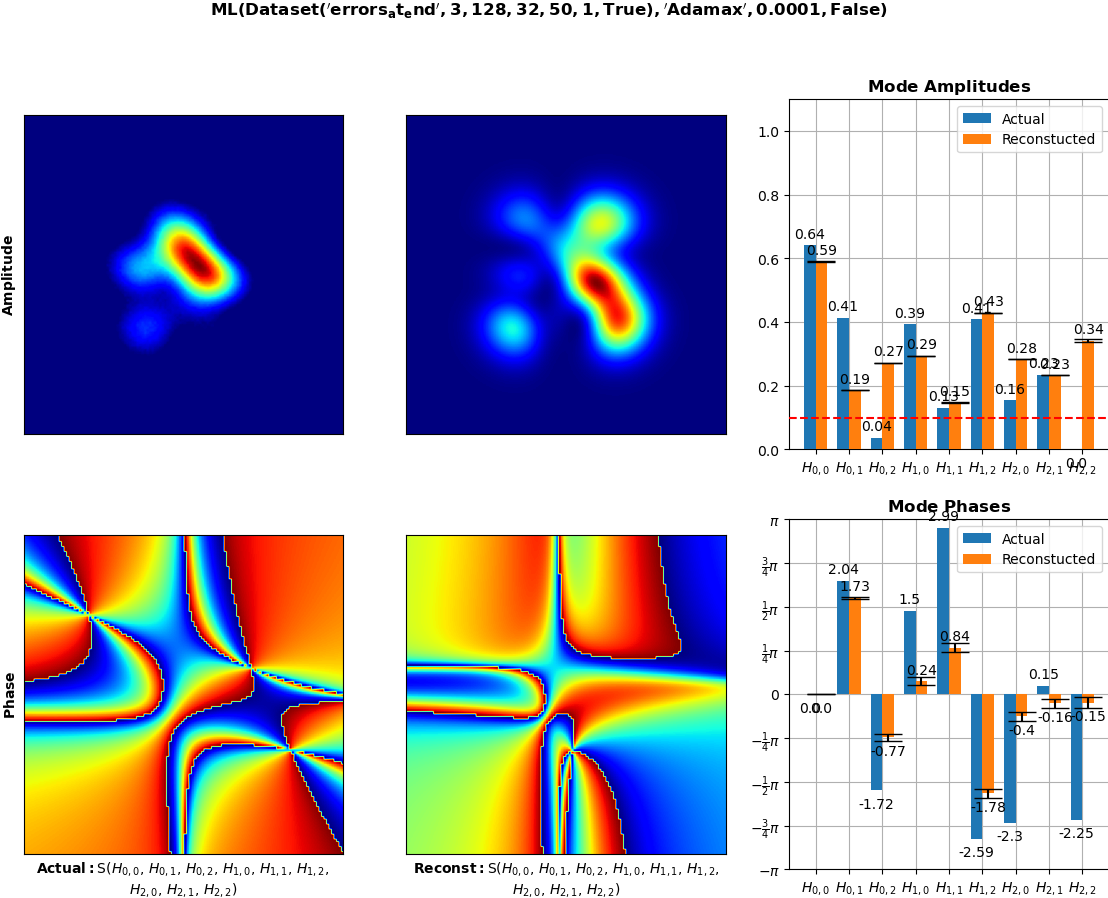 ML(Dataset('errors_at_end', 3, 128, 32, 50, 1, True), 'Adamax', 0.0001, False)
Amplitude
Mode Amplitudes
Actual
Reconstucted
1.0
0.8
0.6
0.4
0.2
0.0
0.64
0.59
0.41
0.19
0.04
0.27
0.39
0.29
0.13
0.15
0.41
0.43
0.16
0.28
0.23
0.23
0.0
0.34
H0,0 H0,1 H0,2 H1,0 H1,1 H1,2 H2,0 H2,1 H2,2
Phase
Actual: S(H0,0, H0,1, H0,2, H1,0, H1,1, H1,2,
H2,0, H2,1, H2,2)
Reconst: S(H0,0, H0,1, H0,2, H1,0, H1,1, H1,2,
H2,0, H2,1, H2,2)
Mode Phases
Actual
Reconstucted
π
3/4π
1/2π
1/4π
0
−1/4π
−1/2π
−3/4π
−π
0.0
0.0
2.04
1.73
-1.72
-0.77
1.5
0.24
2.99
0.84
-2.59
-1.78
-2.3
-0.4
0.15
-0.16
-2.25
-0.15
H0,0 H0,1 H0,2 H1,0 H1,1 H1,2 H2,0 H2,1 H2,2